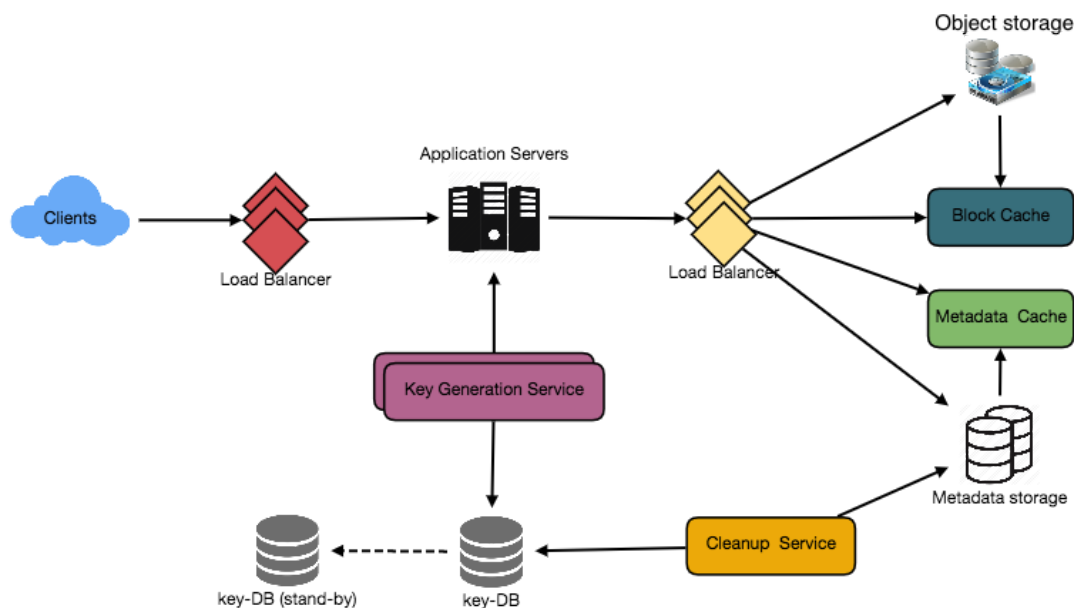 Object storage
Application Servers
Clients
Block Cache
Load Balancer
Load Balancer
Metadata Cache
Key Generation Service
Metadata storage
Cleanup Service
key-DB (stand-by)
key-DB